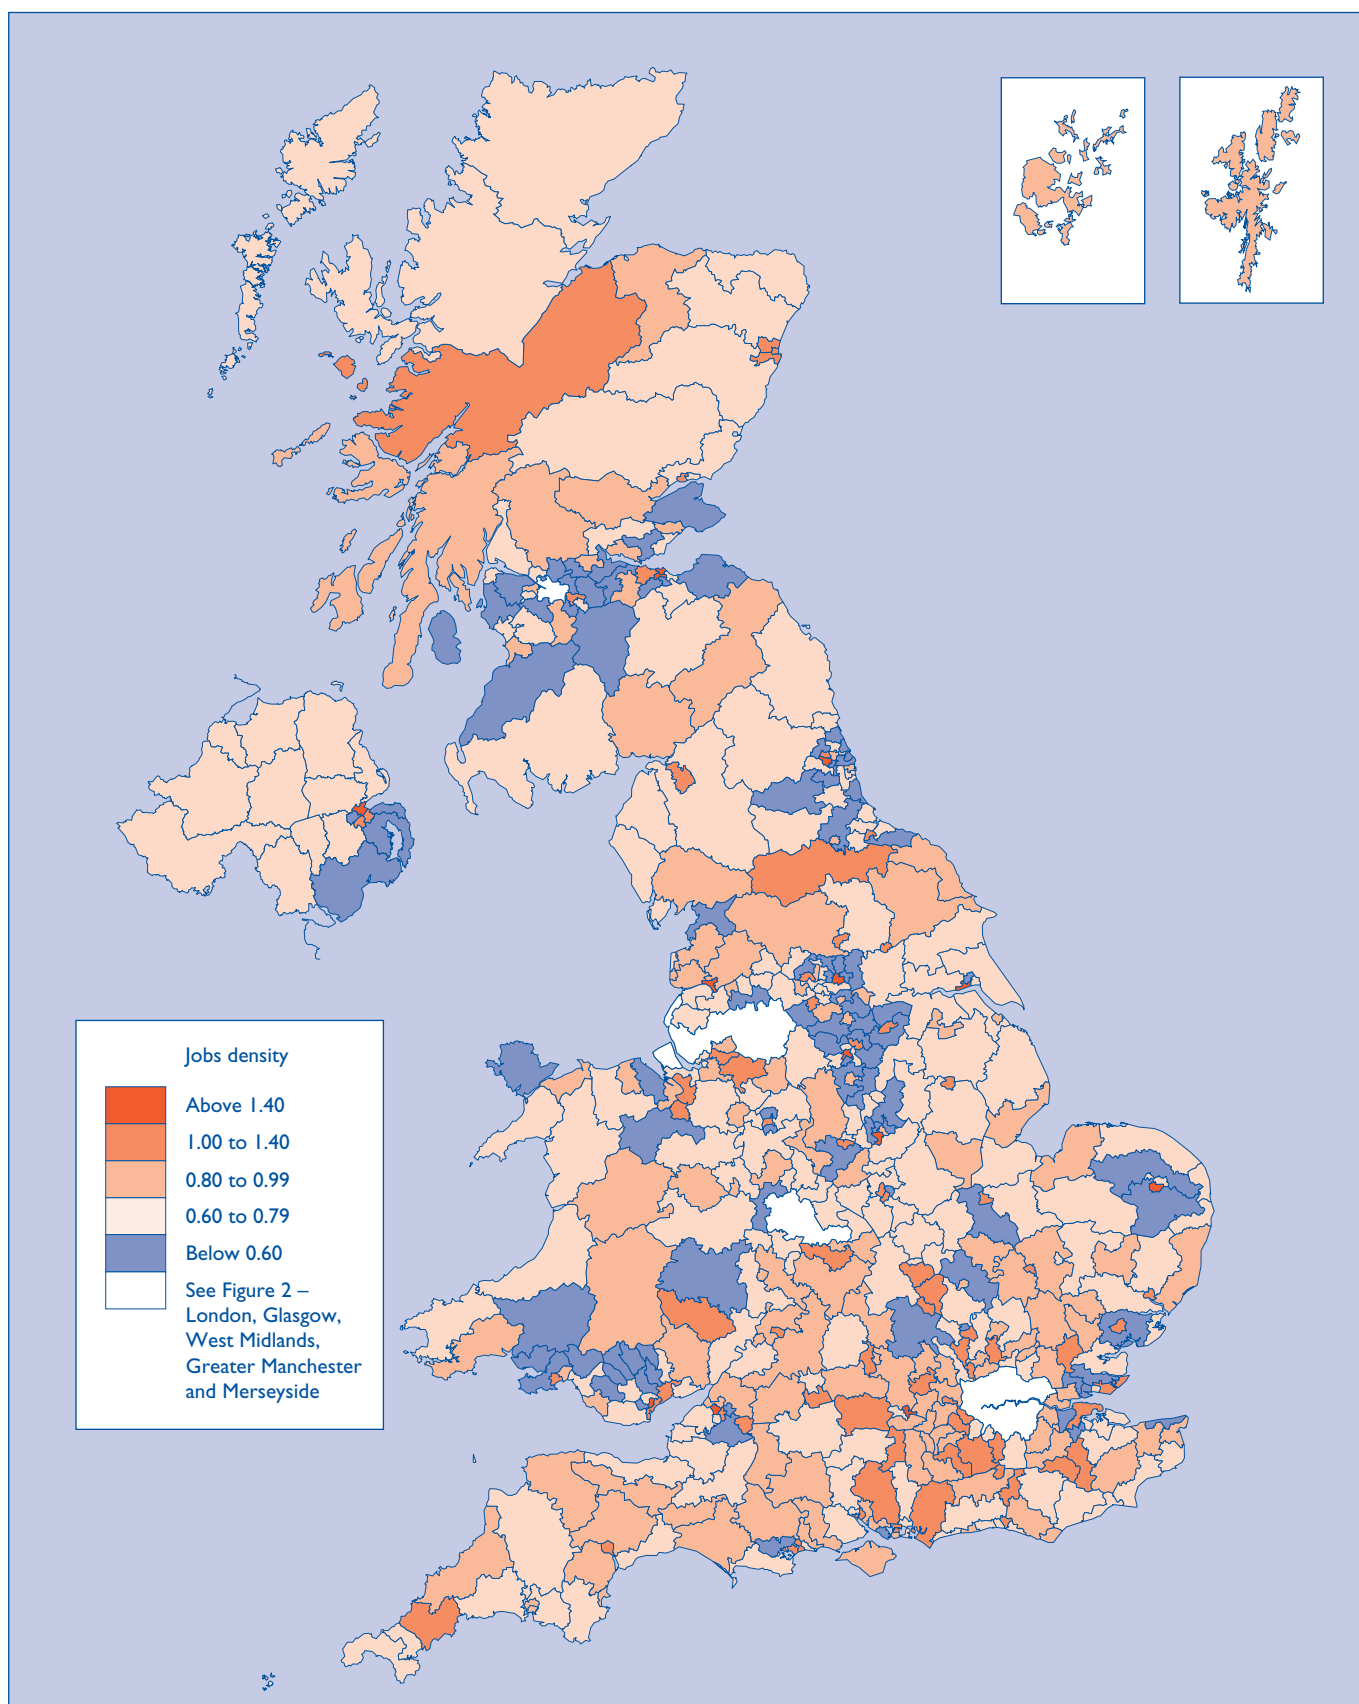 Jobs density
Above 1.40
1.00 to 1.40
0.80 to 0.99
0.60 to 0.79
Below 0.60
See Figure 2 –
London, Glasgow,
West Midlands,
Greater Manchester
and Merseyside